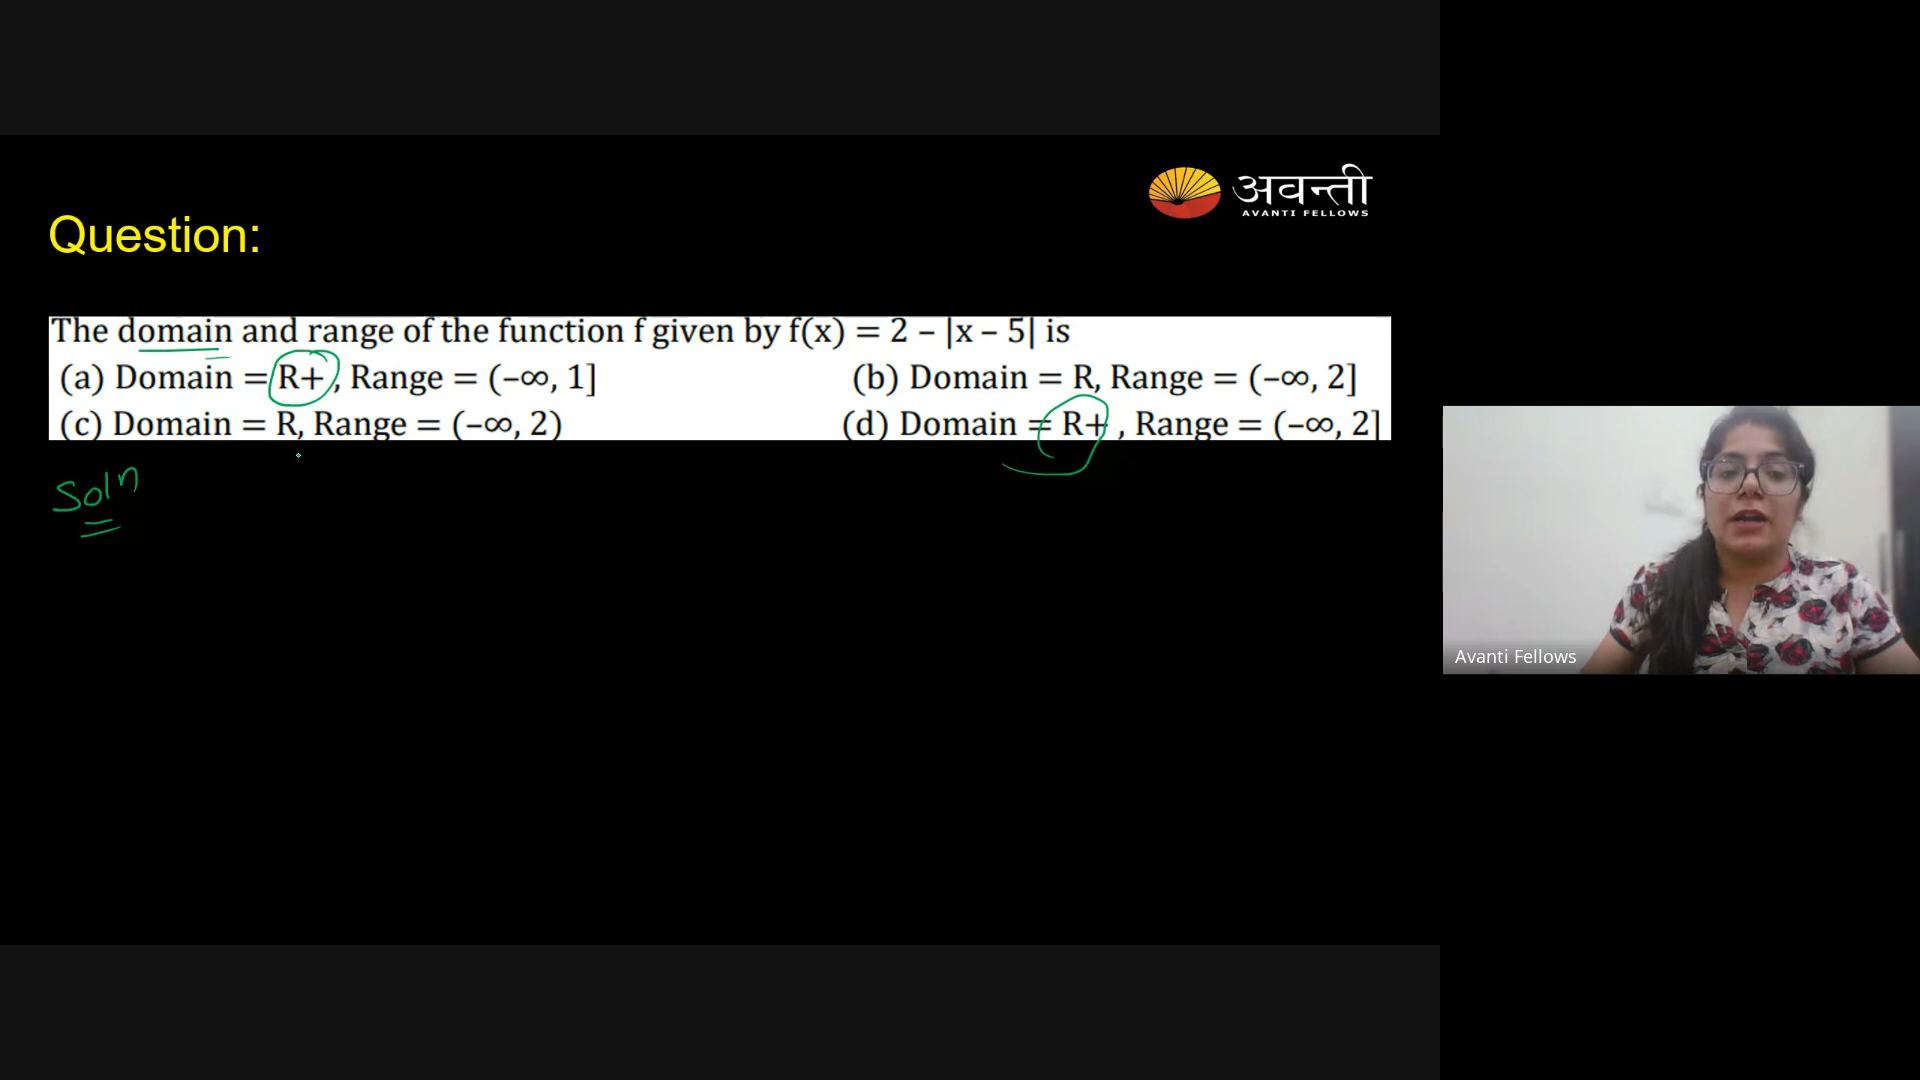 अवन्ती
AVANTI FELLOWS
Question:
The domain and range of the function f given by f(x) = 2 – |x – 5| is
(a) Domain = R+ , Range = (–∞, 1] (b) Domain = R, Range = (–∞, 2]
(c) Domain = R, Range = (–∞, 2) (d) Domain = R+ , Range = (–∞, 2]
Soln
Avanti Fellows